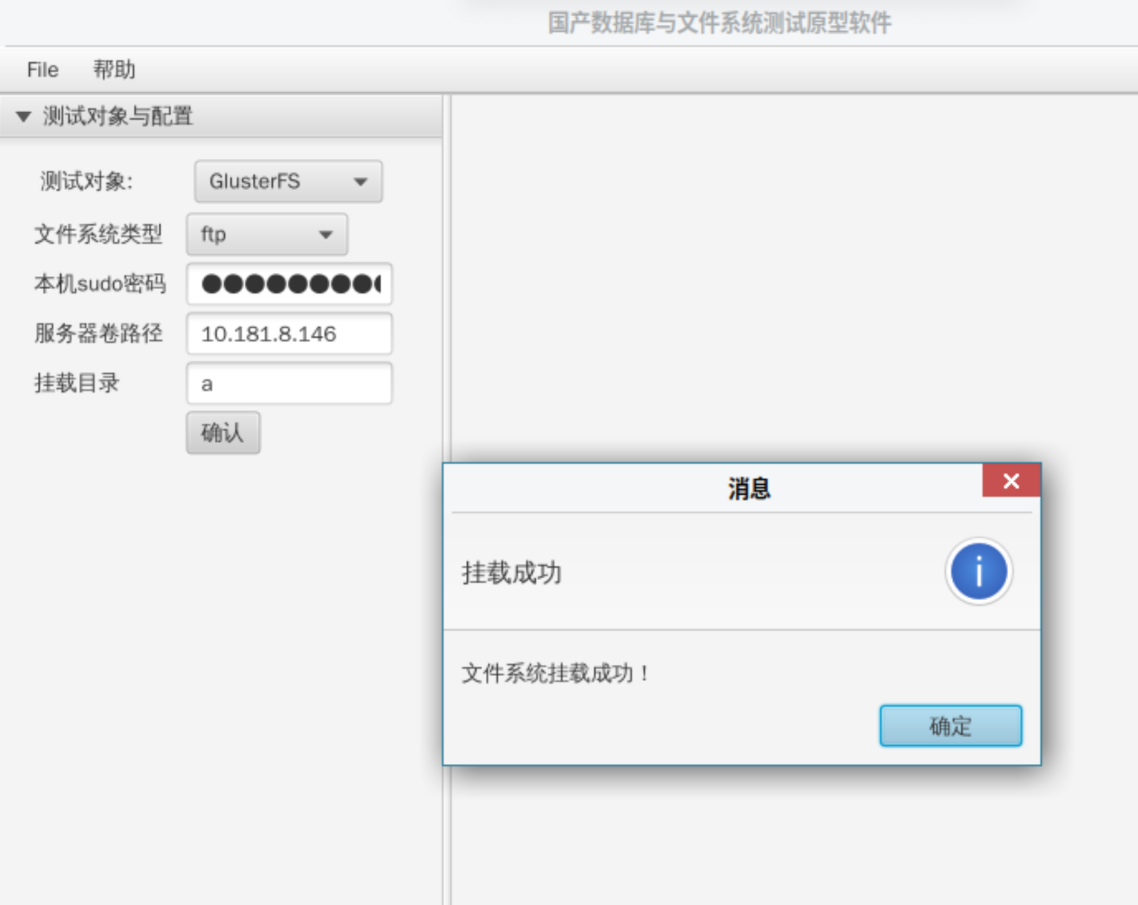 国产数据库与文件系统测试原型软件
File 帮助
测试对象与配置
测试对象: GlusterFS
文件系统类型 ftp
本机sudo密码 ●●●●●●●●●
服务器卷路径 10.181.8.146
挂载目录 a
确认
消息
挂载成功
文件系统挂载成功！
确定